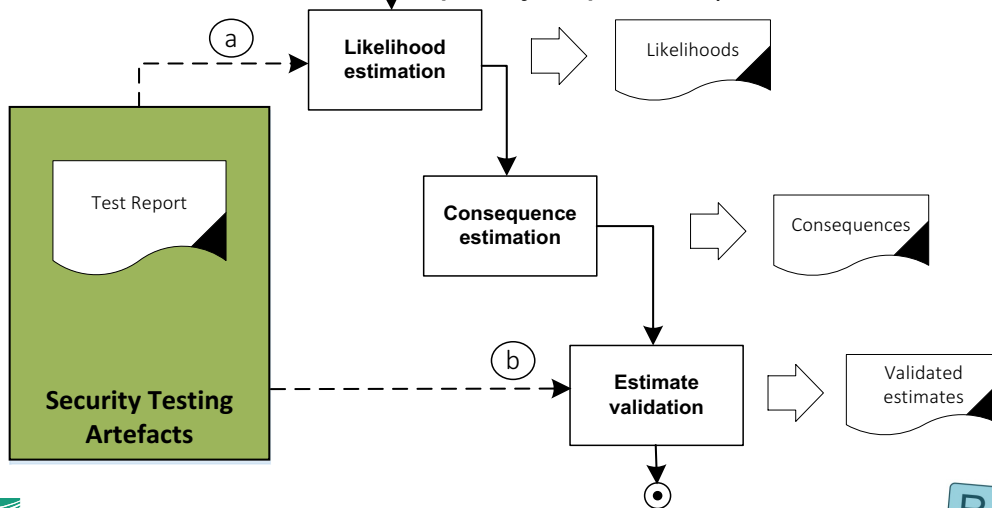 a
Likelihood
estimation
Likelihoods
Test Report
Consequence
estimation
Consequences
b
Estimate
validation
Validated
estimates
Security Testing
Artefacts